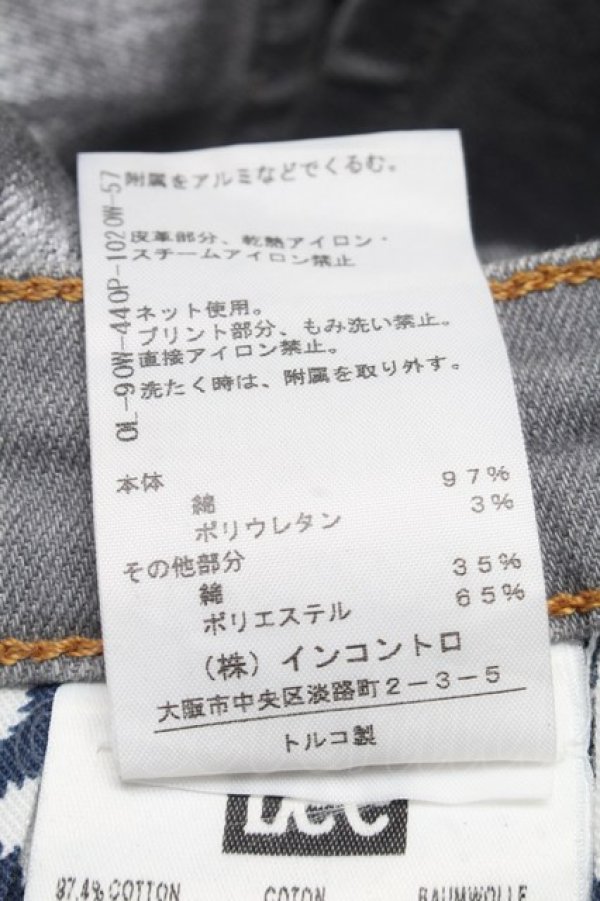 附属をアルミなどでくるむ。
皮革部分、乾熱アイロン・
スチームアイロン禁止
ネット使用。
プリント部分、もみ洗い禁止。
直接アイロン禁止。
洗たく時は、附属を取り外す。
OL-90W-440P-1020W-57
本体
綿 97%
ポリウレタン 3%
その他部分
綿 35%
ポリエステル 65%
(株)インコントロ
大阪市中央区淡路町2-3-5
トルコ製
Lee
97.4% COTTON COTON BAUMWOLLE